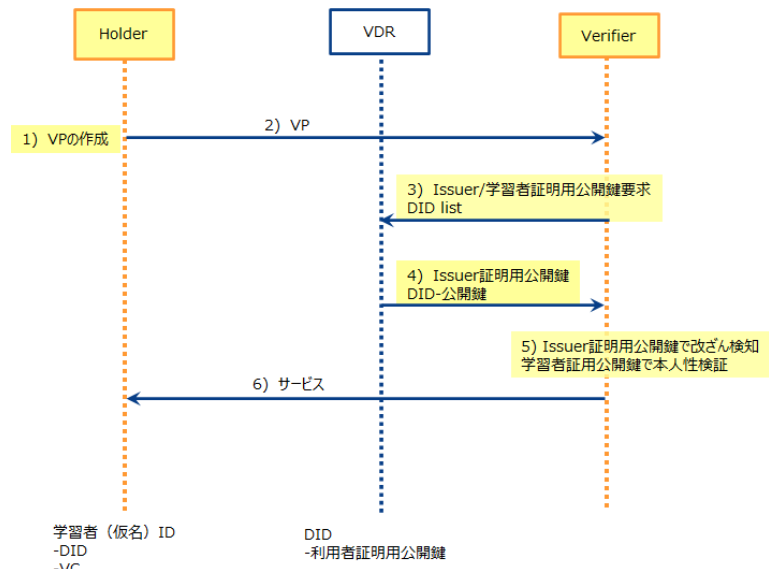 Holder
VDR
Verifier
1) VPの作成
2) VP
3) Issuer/学習者証明用公開鍵要求
DID list
4) Issuer証明用公開鍵
DID-公開鍵
5) Issuer証明用公開鍵で改ざん検知
学習者証用公開鍵で本人性検証
6) サービス
学習者（仮名）ID
-DID
-VC
DID
-利用者証明用公開鍵